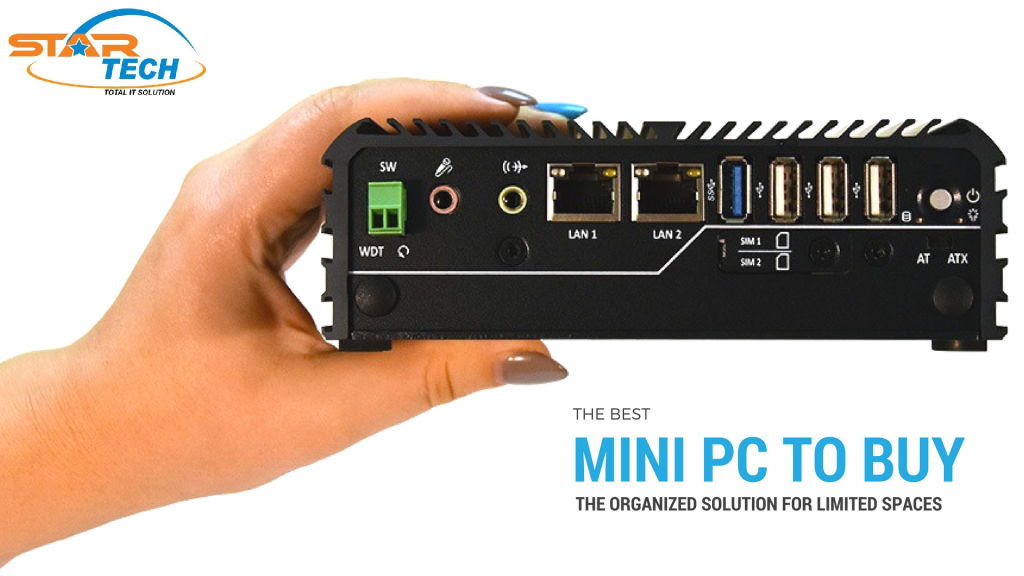 STAR
TECH
TOTAL IT SOLUTION
SW
WDT
LAN 1
LAN 2
SS
SIM 1
SIM 2
AT ATX
THE BEST
MINI PC TO BUY
THE ORGANIZED SOLUTION FOR LIMITED SPACES